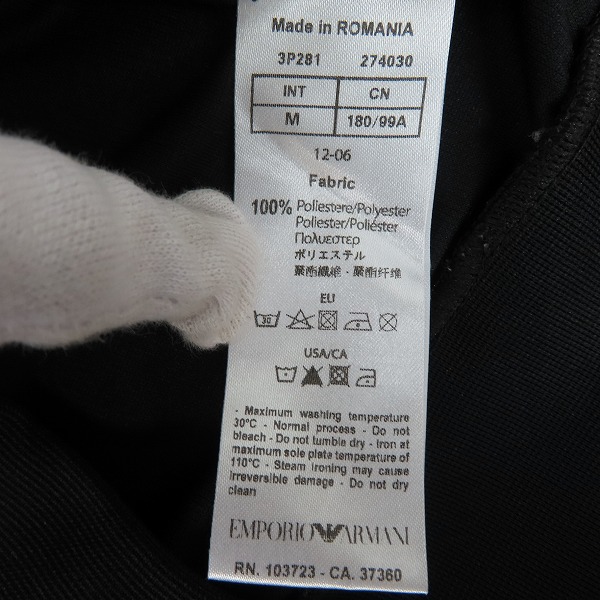 Made in ROMANIA
3P281 274030
INT CN
M 180/99A
12-06
Fabric
100% Poliestere/Polyester
Poliester/Poliéster
Πολυεστερ
ポリエステル
聚酯纖維・聚酯纤维
EU
30
USA/CA
- Maximum washing temperature
30°C - Normal process - Do not
bleach - Do not tumble dry - Iron at
maximum sole plate temperature of
110°C - Steam ironing may cause
irreversible damage - Do not dry
clean
EMPORIO ARMANI
RN. 103723 - CA. 37360